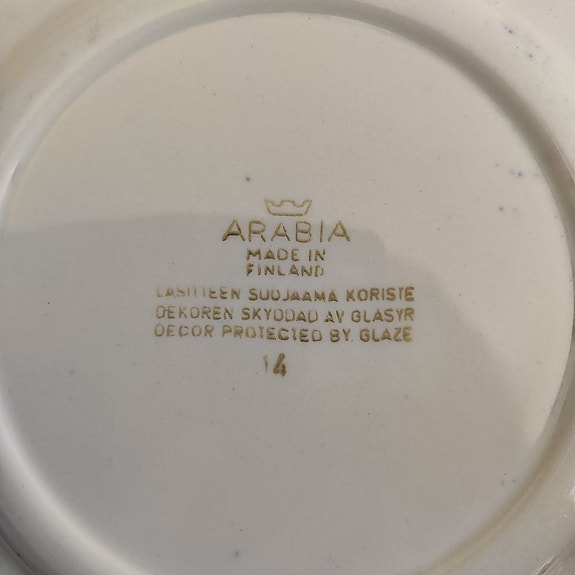 ARABIA
MADE IN
FINLAND
LASITTEEN SUOJAAMA KORISTE
DEKOREN SKYDDAD AV GLASYR
DECOR PROTECTED BY GLAZE
14